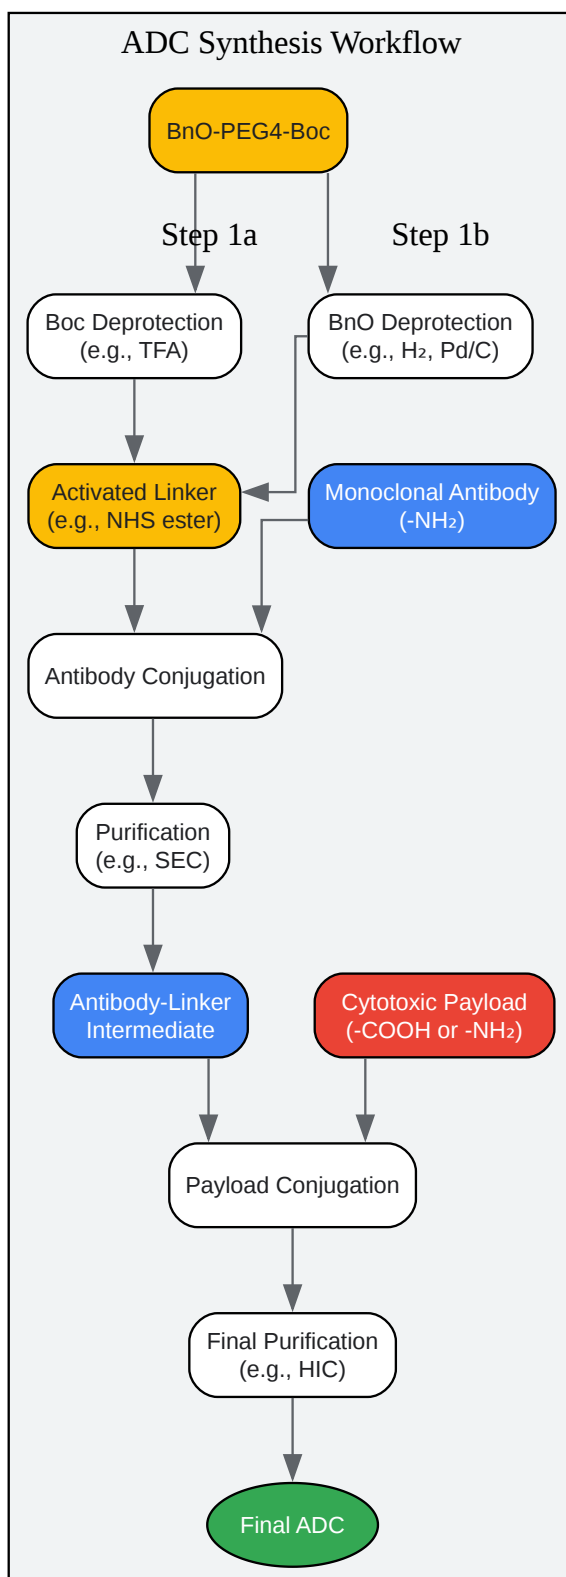 ADC Synthesis Workflow
BnO-PEG4-Boc
Step 1a
Step 1b
Boc Deprotection
(e.g., TFA)
BnO Deprotection
(e.g., H₂, Pd/C)
Activated Linker
(e.g., NHS ester)
Monoclonal Antibody
(-NH₂)
Antibody Conjugation
Purification
(e.g., SEC)
Antibody-Linker
Intermediate
Cytotoxic Payload
(-COOH or -NH₂)
Payload Conjugation
Final Purification
(e.g., HIC)
Final ADC